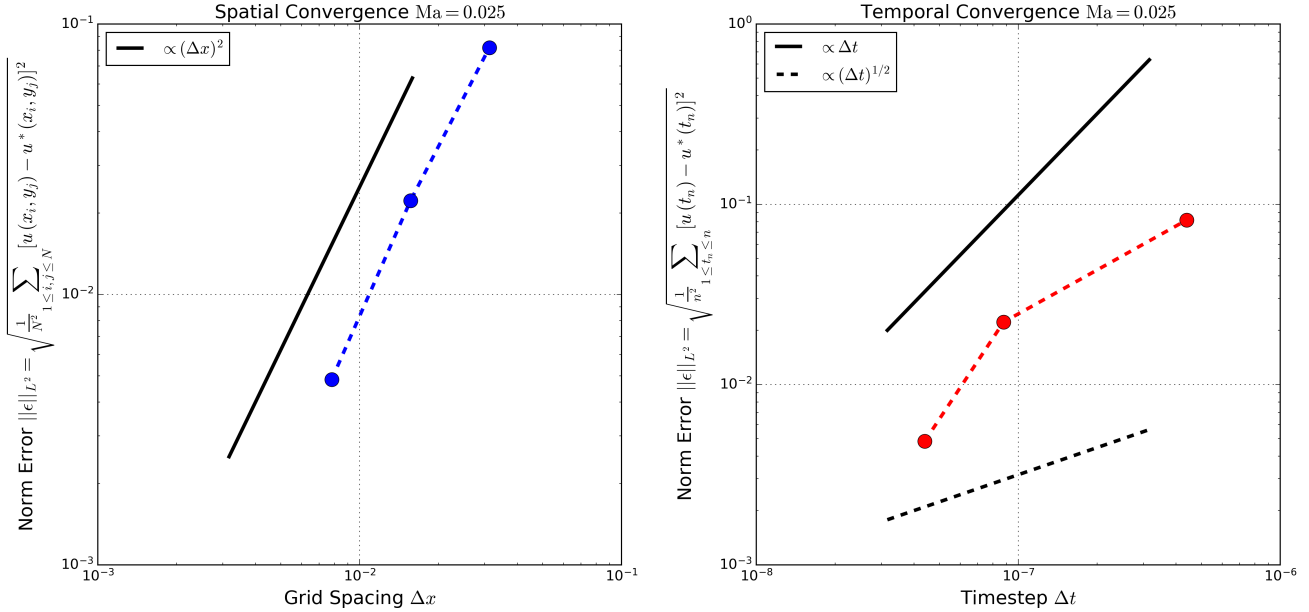 Spatial Convergence Ma = 0.025
∝ (Δx)²
10⁻¹
10⁻²
10⁻³
10⁻³
10⁻²
10⁻¹
Grid Spacing Δx
Norm Error ||ϵ||_{L²} = √(1/N² ∑_{1≤i,j≤N} [u(x_i, y_j) − u*(x_i, y_j)]²
Temporal Convergence Ma = 0.025
∝ Δt
∝ (Δt)^{1/2}
10⁰
10⁻¹
10⁻²
10⁻³
10⁻⁸
10⁻⁷
10⁻⁶
Timestep Δt
Norm Error ||ϵ||_{L²} = √(1/n² ∑_{1≤t_n≤n} [u(t_n) − u*(t_n)]²